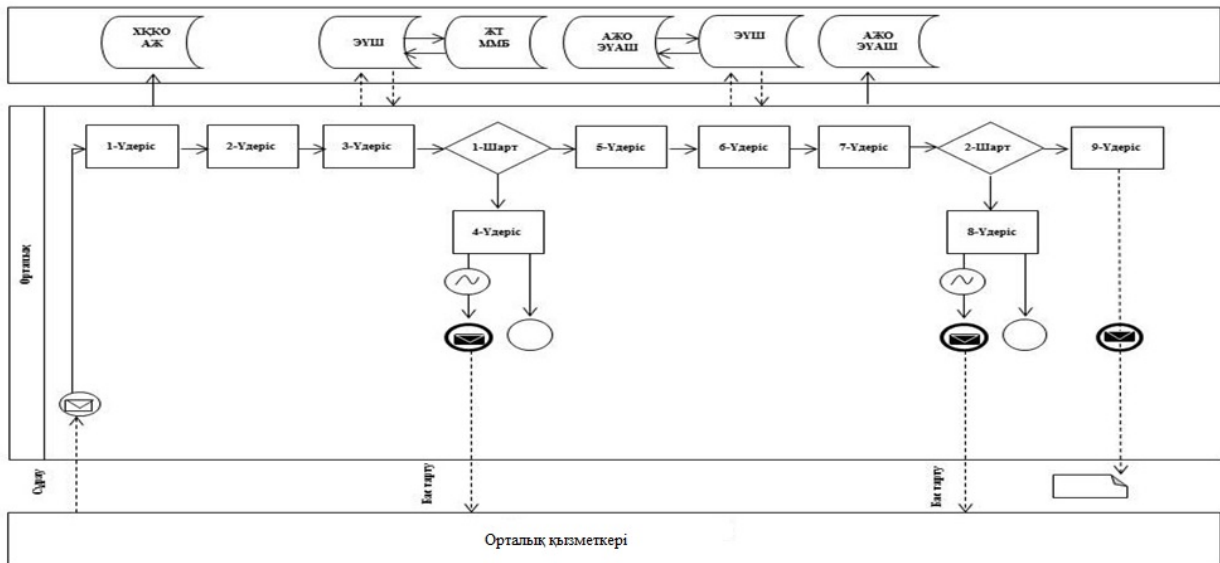 ХҚКО
АЖ
ЭҮШ
ЖТ
ММБ
АЖО
ЭҮАШ
ЭҮШ
АЖО
ЭҮАШ
1-Үдеріс
2-Үдеріс
3-Үдеріс
1-Шарт
5-Үдеріс
6-Үдеріс
7-Үдеріс
2-Шарт
9-Үдеріс
4-Үдеріс
8-Үдеріс
Орталық
Сұрау
Бас тарту
Бас тарту
Орталық қызметкері